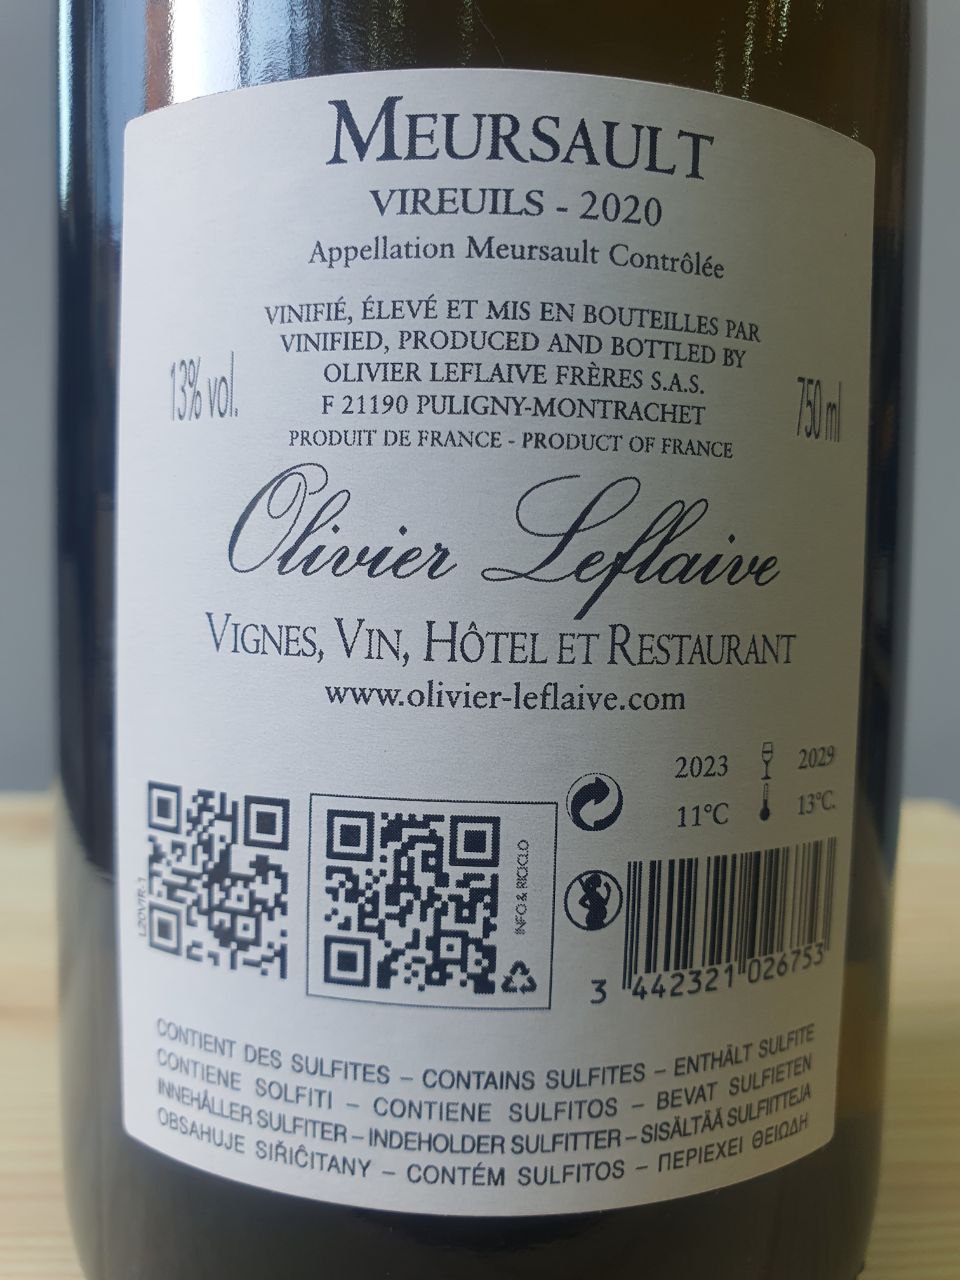 MEURSAULT
VIREUILS - 2020
Appellation Meursault Contrôlée
VINIFIÉ, ÉLEVÉ ET MIS EN BOUTEILLES PAR
VINIFIED, PRODUCED AND BOTTLED BY
OLIVIER LEFLAIVE FRÈRES S.A.S.
F 21190 PULIGNY-MONTRACHET
PRODUIT DE FRANCE - PRODUCT OF FRANCE
13% vol.
750 ml
Olivier Leflaive
VIGNES, VIN, HÔTEL ET RESTAURANT
www.olivier-leflaive.com
2023 2029
11°C 13°C.
L20VIR-1
INFO & RICICLO
3 442321 026753
CONTIENT DES SULFITES – CONTAINS SULFITES – ENTHÄLT SULFITE
CONTIENE SOLFITI – CONTIENE SULFITOS – BEVAT SULFIETEN
INNEHÅLLER SULFITER – INDEHOLDER SULFITTER – SISÄLTÄÄ SULFIITTEJA
OBSAHUJE SIŘIČITANY – CONTÉM SULFITOS – ΠΕΡΙΕΧΕΙ ΘΕΙΩΔΗ